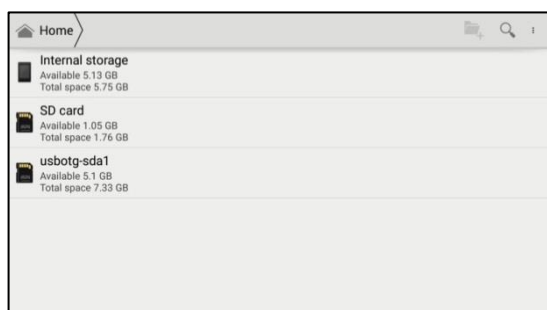 Home
Internal storage
Available 5.13 GB
Total space 5.75 GB
SD card
Available 1.05 GB
Total space 1.76 GB
usbotg-sda1
Available 5.1 GB
Total space 7.33 GB